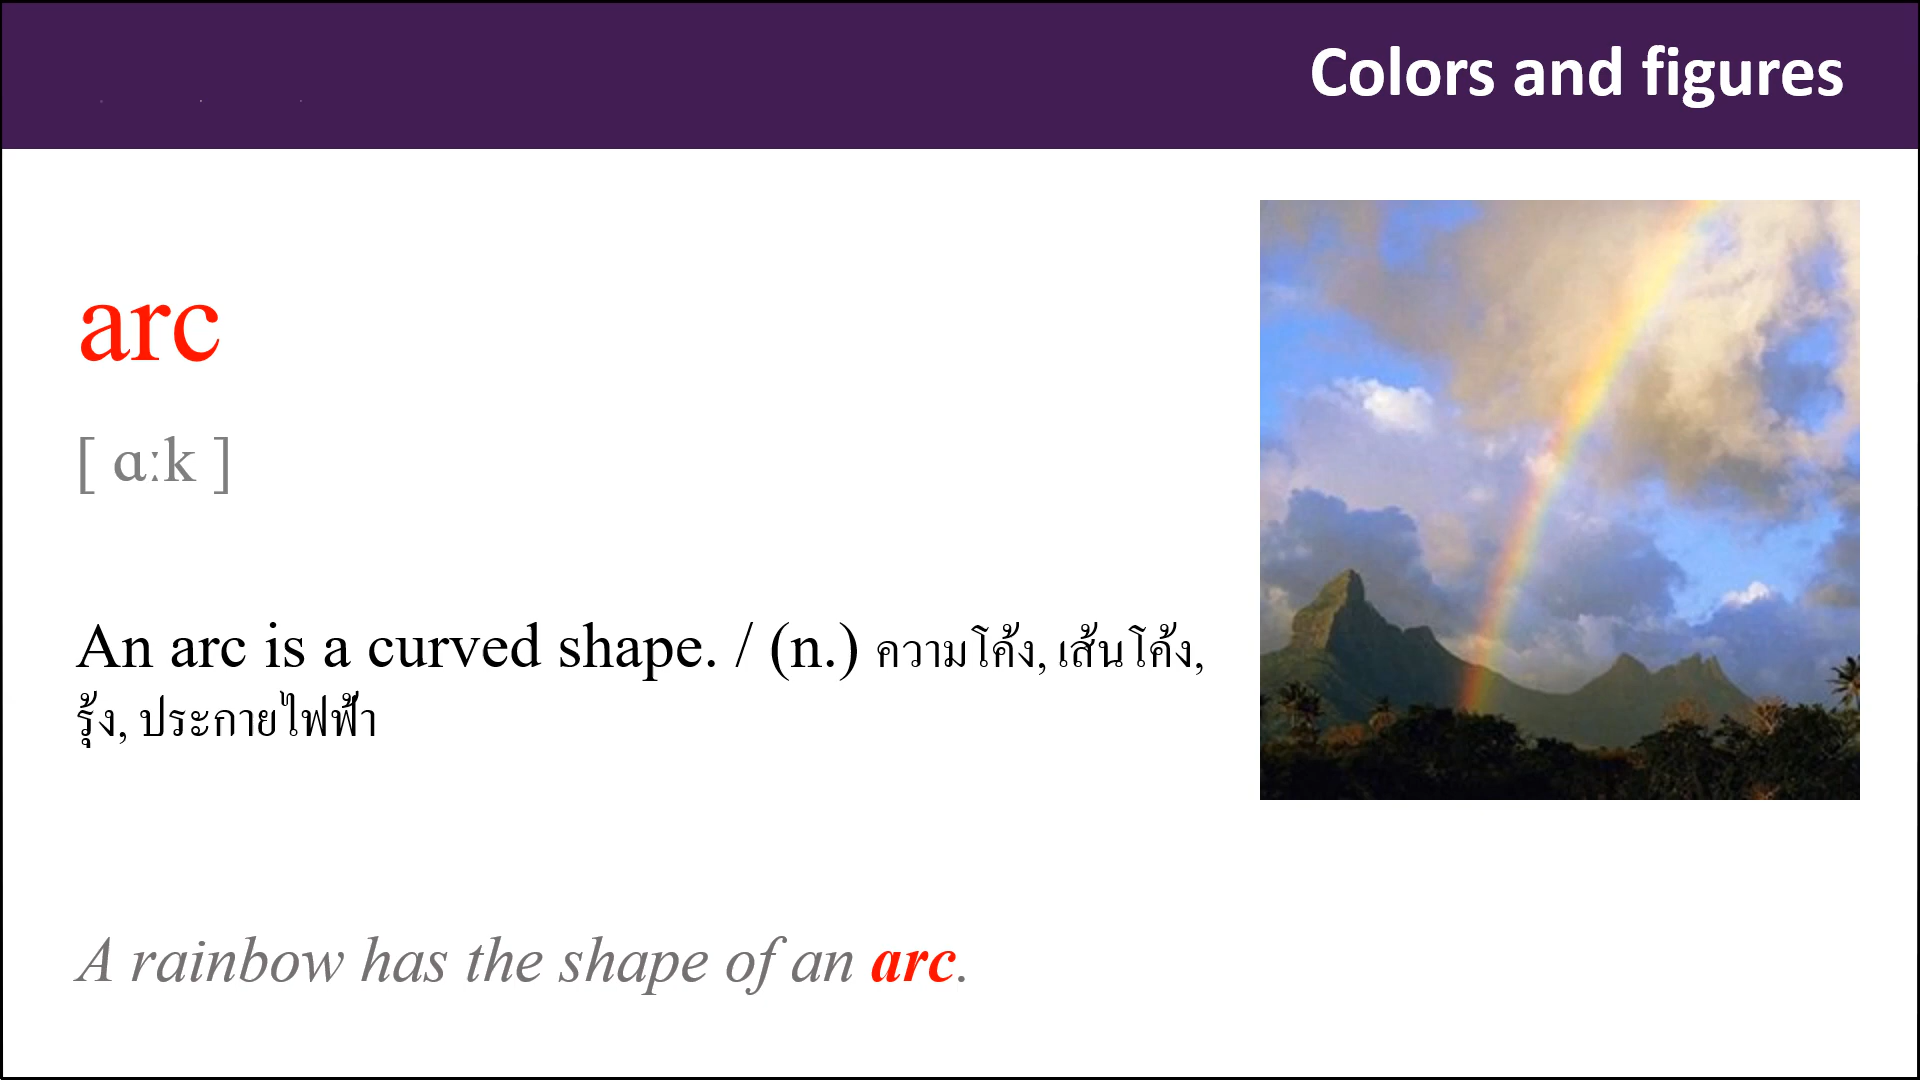 Colors and figures
arc
[ ɑːk ]
An arc is a curved shape. / (n.) ความโค้ง, เส้นโค้ง,
รุ้ง, ประกายไฟฟ้า
A rainbow has the shape of an arc.